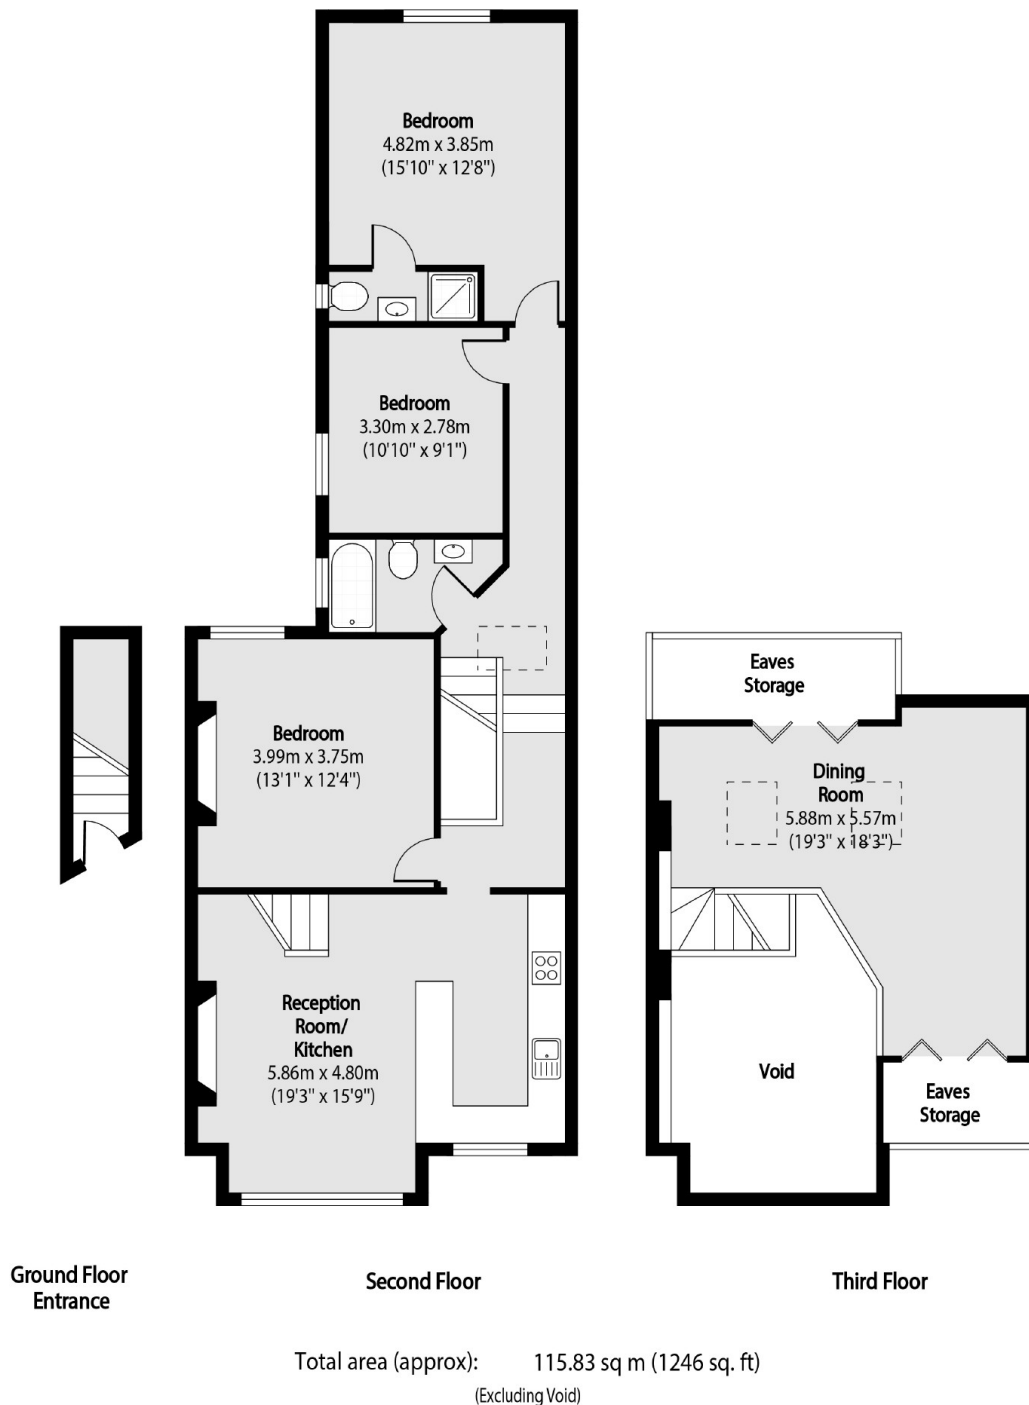 Bedroom
4.82m x 3.85m
(15'10" x 12'8")
Bedroom
3.30m x 2.78m
(10'10" x 9'1")
Bedroom
3.99m x 3.75m
(13'1" x 12'4")
Reception
Room/
Kitchen
5.86m x 4.80m
(19'3" x 15'9")
Eaves
Storage
Dining
Room
5.88m x 5.57m
(19'3" x 18'3")
Void
Eaves
Storage
Ground Floor
Entrance
Second Floor
Third Floor
Total area (approx): 115.83 sq m (1246 sq. ft)
(Excluding Void)